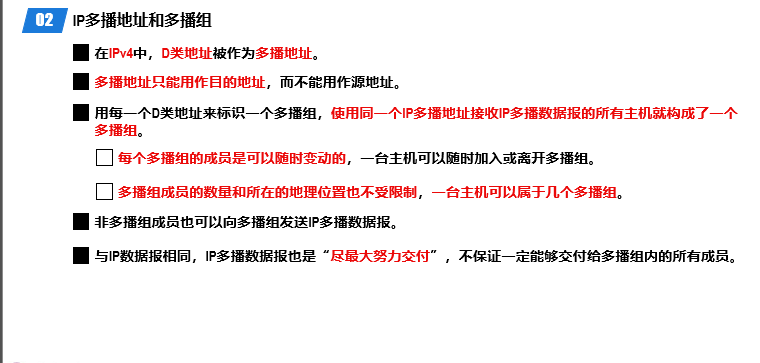 02 IP多播地址和多播组
在IPv4中，D类地址被作为多播地址。
多播地址只能用作目的地址，而不能用作源地址。
用每一个D类地址来标识一个多播组，使用同一个IP多播地址接收IP多播数据报的所有主机就构成了一个
多播组。
每个多播组的成员是可以随时变动的，一台主机可以随时加入或离开多播组。
多播组成员的数量和所在的地理位置也不受限制，一台主机可以属于几个多播组。
非多播组成员也可以向多播组发送IP多播数据报。
与IP数据报相同，IP多播数据报也是“尽最大努力交付”，不保证一定能够交付给多播组内的所有成员。